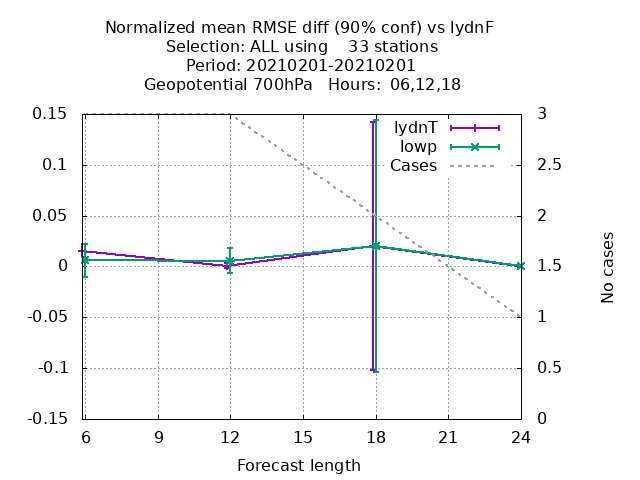 Normalized mean RMSE diff (90% conf) vs lydnF
Selection: ALL using    33 stations
Period: 20210201-20210201
Geopotential 700hPa   Hours:  06,12,18
0.15
0.1
0.05
0
-0.05
-0.1
-0.15
lydnT
lowp
Cases
3
2.5
2
1.5
1
0.5
0
No cases
6 9 12 15 18 21 24
Forecast length